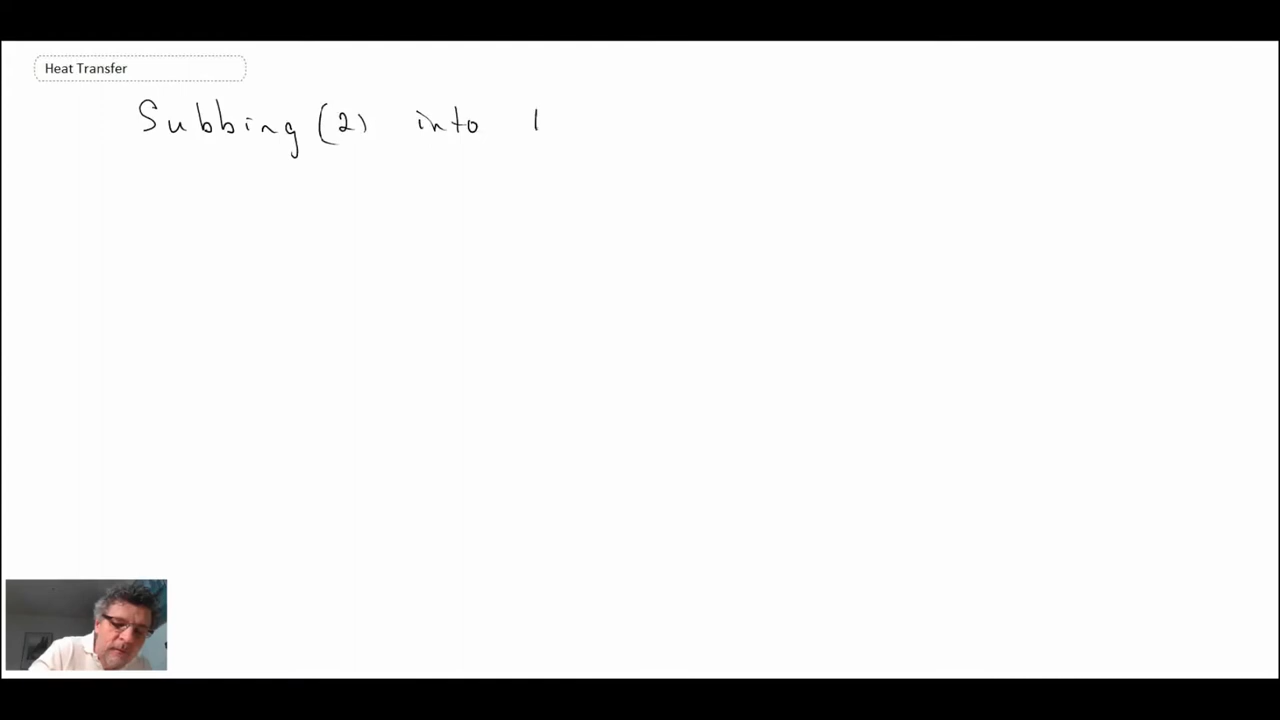 Heat Transfer
Subbing (2) into 1